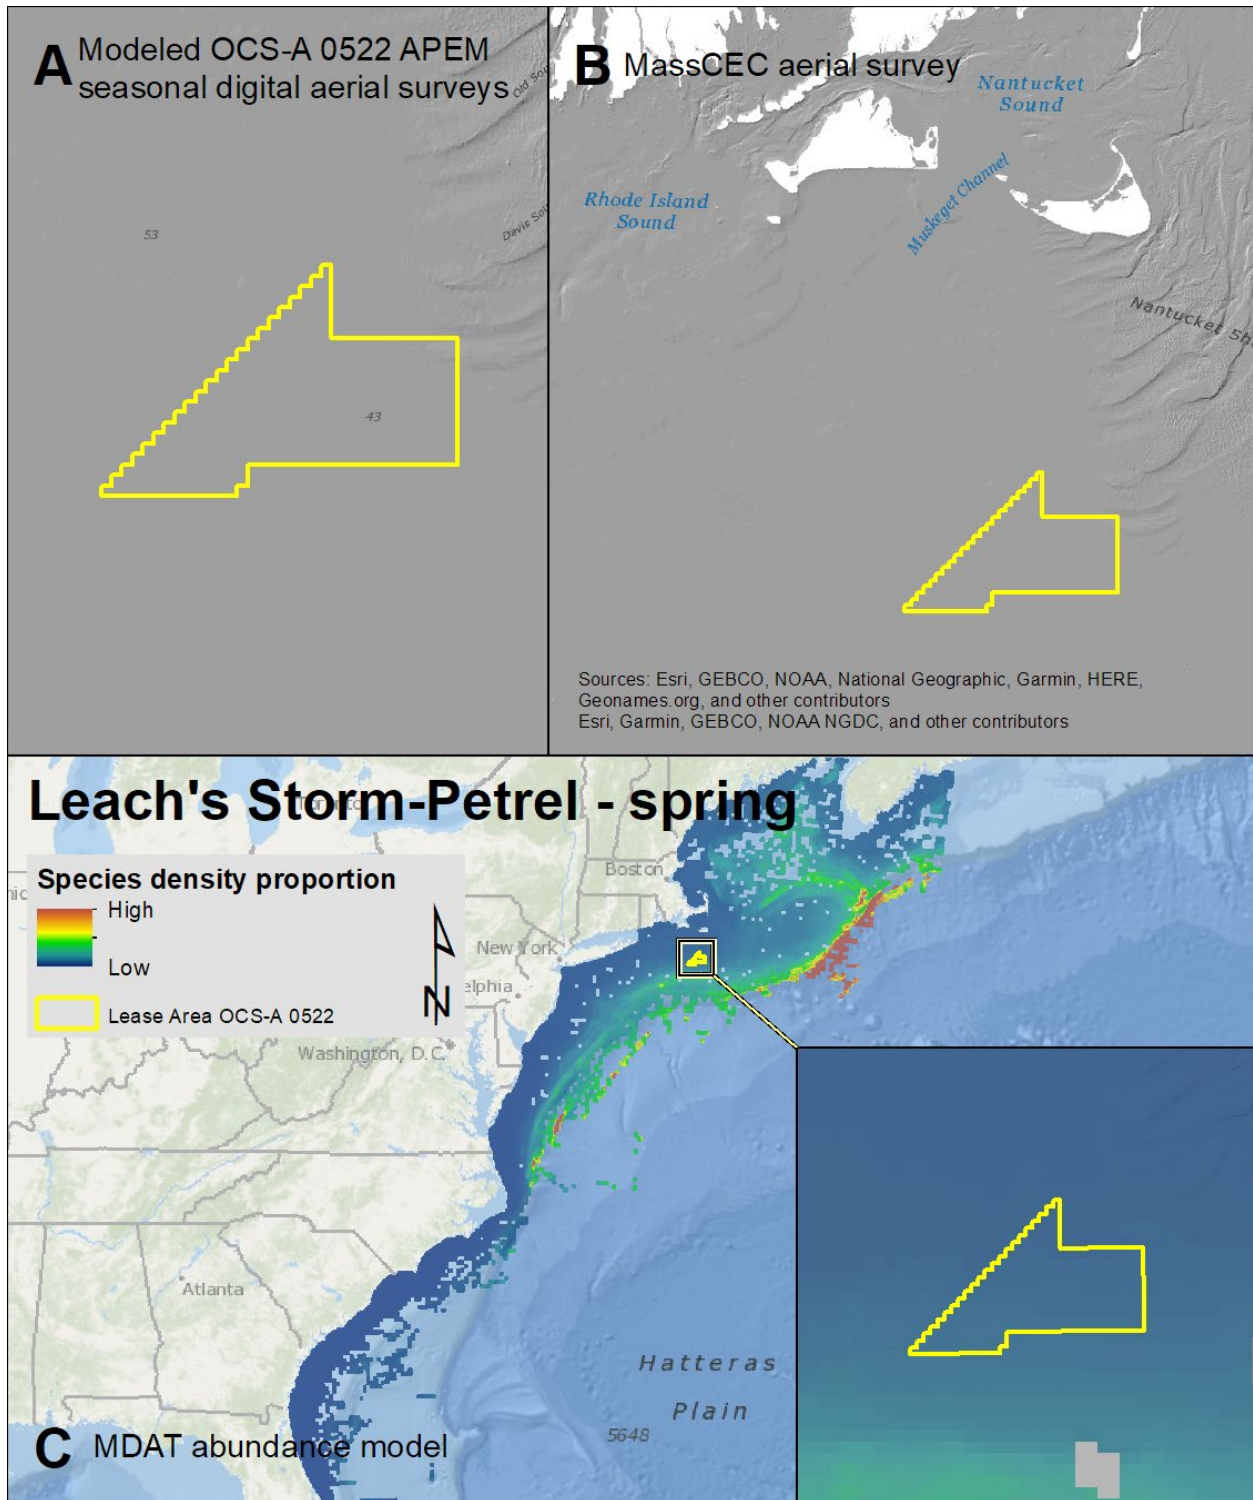 A Modeled OCS-A 0522 APEM
seasonal digital aerial surveys
53
43
B MassCEC aerial survey
Nantucket
Sound
Rhode Island
Sound
Muskeget Channel
Nantucket
Sources: Esri, GEBCO, NOAA, National Geographic, Garmin, HERE,
Geonames.org, and other contributors
Esri, Garmin, GEBCO, NOAA NGDC, and other contributors
Leach's Storm-Petrel - spring
Species density proportion
High
Low
Lease Area OCS-A 0522
N
Boston
New York
elphia
Washington, D.C.
Atlanta
Hatteras
Plain
5648
C MDAT abundance model